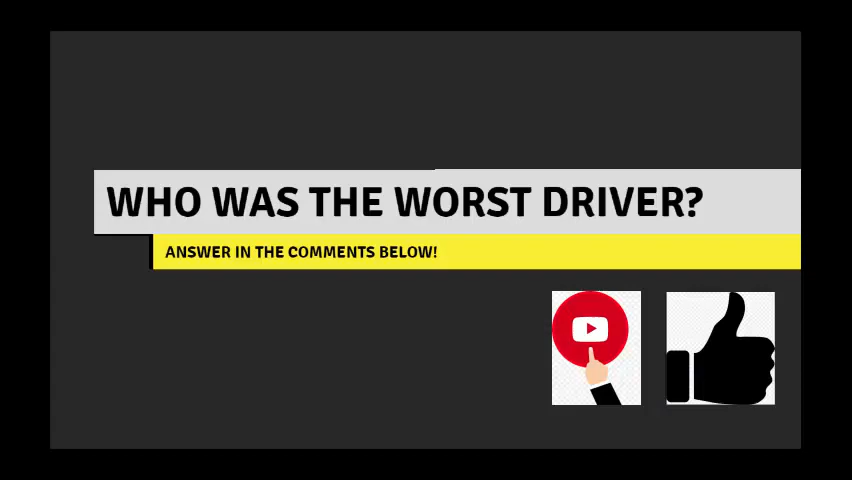 WHO WAS THE WORST DRIVER?
ANSWER IN THE COMMENTS BELOW!